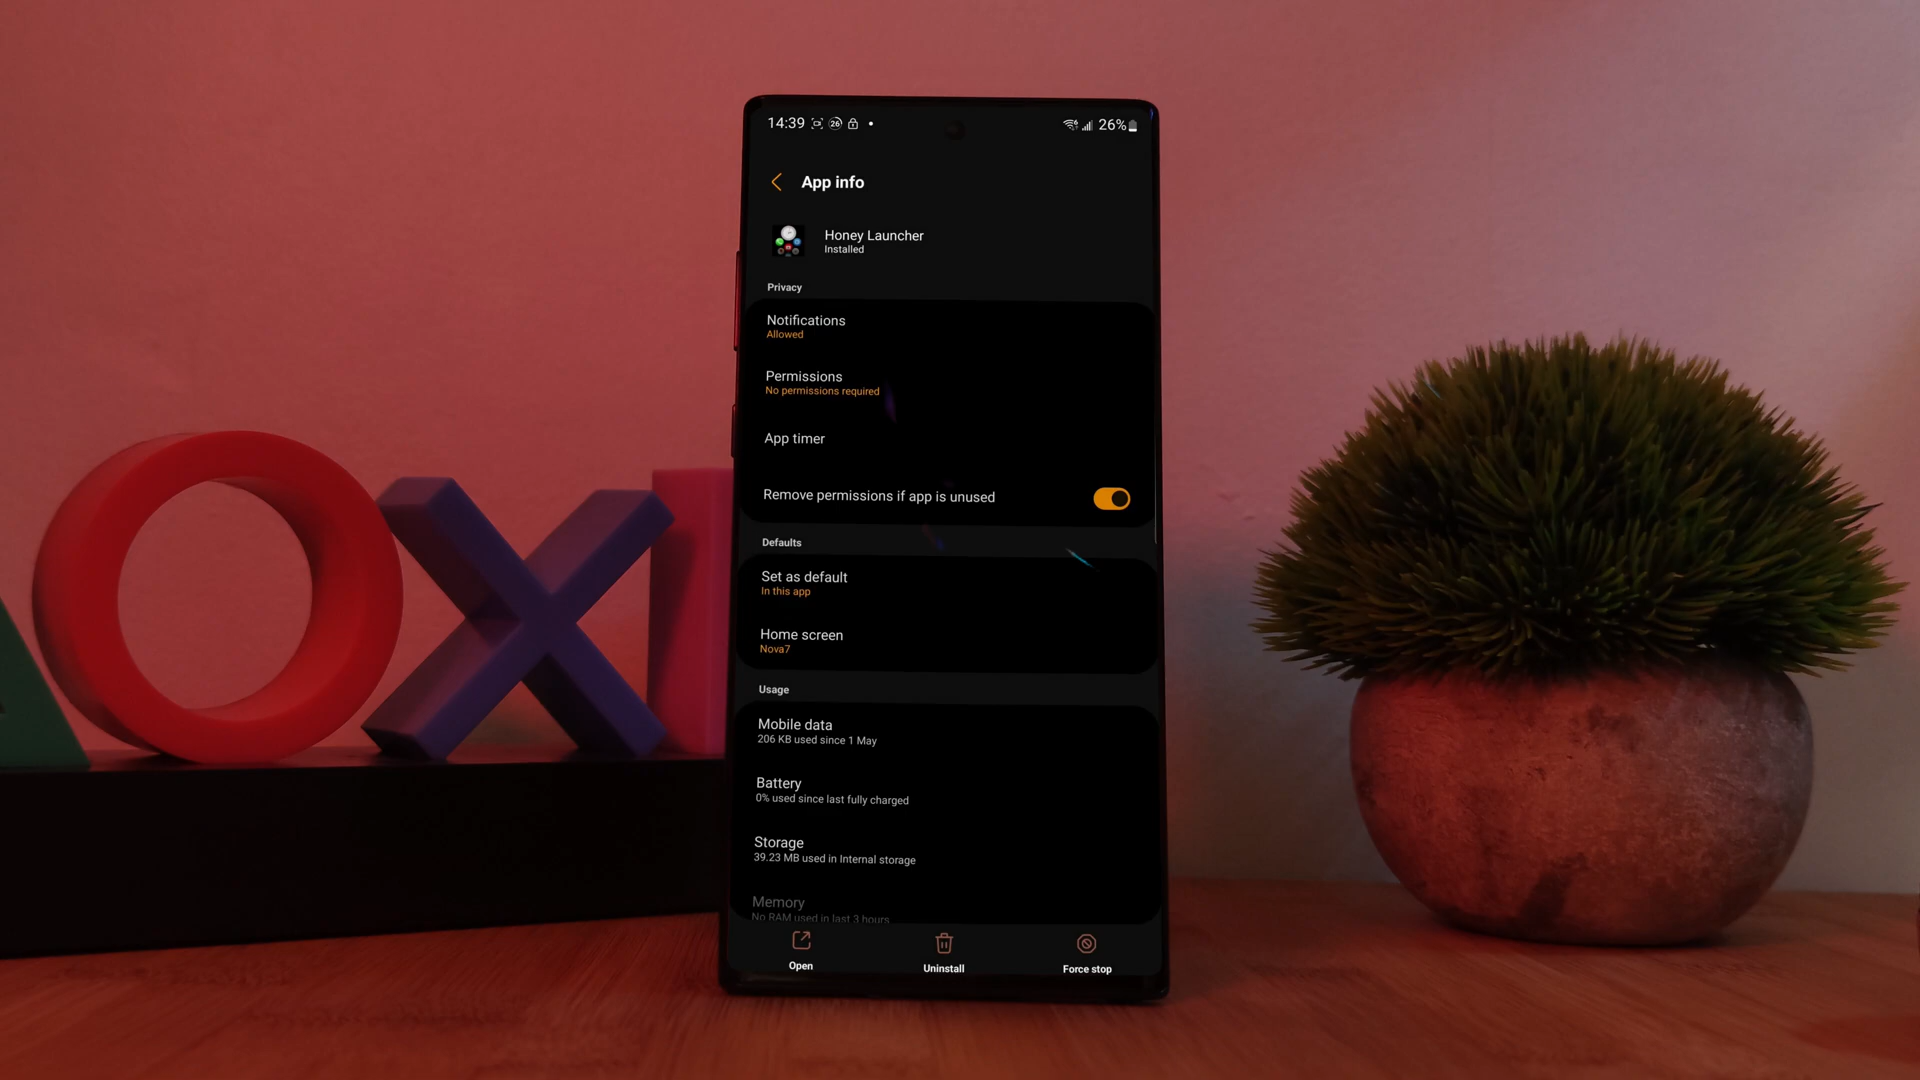 OXI
14:39 26 26%
App info
Honey Launcher
Installed
Privacy
Notifications
Allowed
Permissions
No permissions required
App timer
Remove permissions if app is unused
Defaults
Set as default
In this app
Home screen
Nova7
Usage
Mobile data
206 KB used since 1 May
Battery
0% used since last fully charged
Storage
39.23 MB used in Internal storage
Memory
No RAM used in last 3 hours
Open Uninstall Force stop